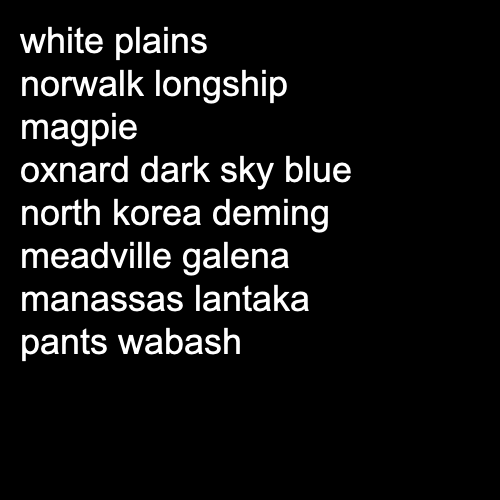 white plains
norwalk longship
magpie
oxnard dark sky blue
north korea deming
meadville galena
manassas lantaka
pants wabash